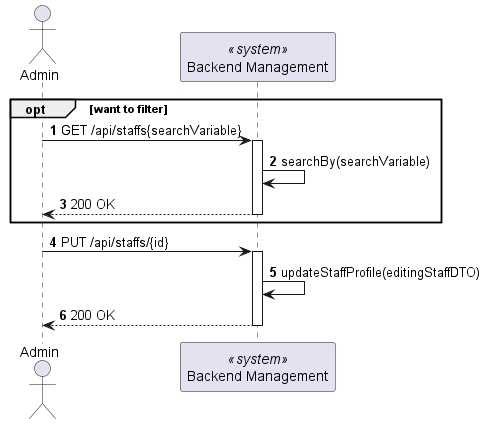 Admin
«system»
Backend Management
opt [want to filter]
1 GET /api/staffs{searchVariable}
2 searchBy(searchVariable)
3 200 OK
4 PUT /api/staffs/{id}
5 updateStaffProfile(editingStaffDTO)
6 200 OK
Admin
«system»
Backend Management